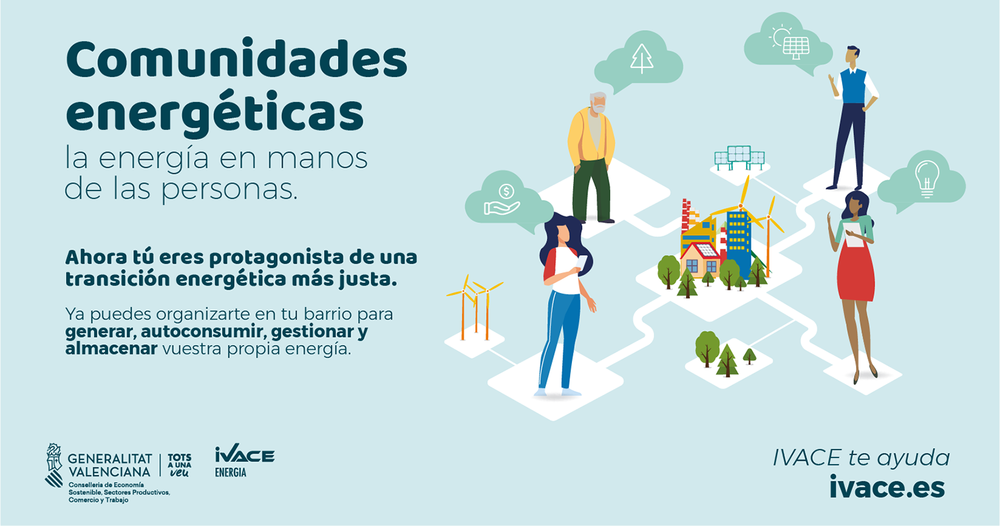 Comunidades
energéticas
la energía en manos
de las personas.
Ahora tú eres protagonista de una
transición energética más justa.
Ya puedes organizarte en tu barrio para
generar, autoconsumir, gestionar y
almacenar vuestra propia energía.
GENERALITAT
VALENCIANA
Conselleria de Economía
Sostenible, Sectores Productivos,
Comercio y Trabajo
TOTS
A UNA
veu
iVACE
ENERGIA
IVACE te ayuda
ivace.es
$